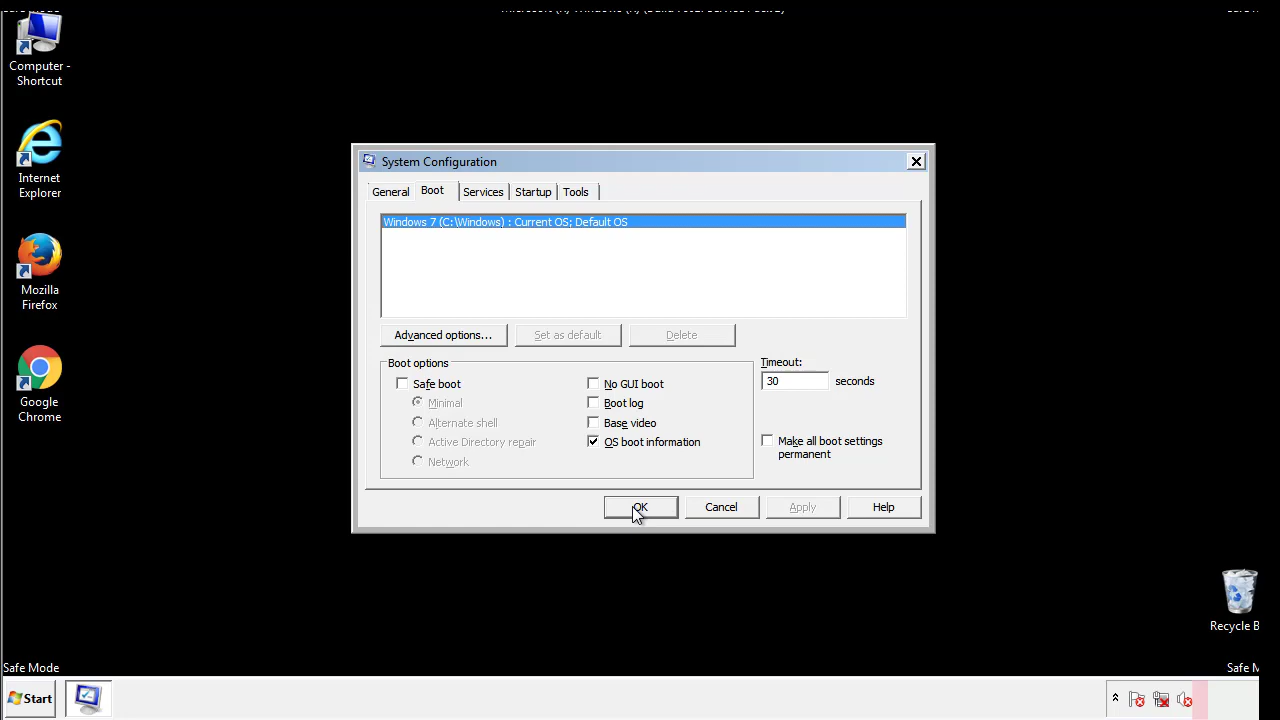 Computer -
Shortcut
Internet
Explorer
Mozilla
Firefox
Google
Chrome
System Configuration
General Boot Services Startup Tools
Windows 7 (C:\Windows) : Current OS; Default OS
Advanced options... Set as default Delete
Boot options
Timeout:
Safe boot No GUI boot
30 seconds
Minimal Boot log
Alternate shell Base video
Active Directory repair OS boot information
Make all boot settings
permanent
Network
OK Cancel Apply Help
Recycle B
Safe Mode Safe M
Start